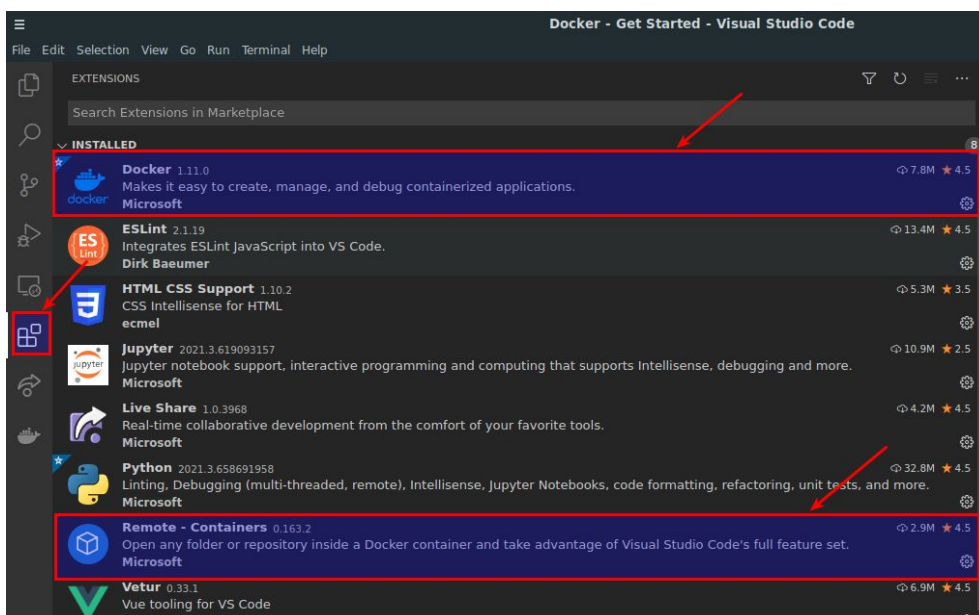 Docker - Get Started - Visual Studio Code
File Edit Selection View Go Run Terminal Help
EXTENSIONS
Search Extensions in Marketplace
INSTALLED
8
Docker 1.11.0 7.8M 4.5
Makes it easy to create, manage, and debug containerized applications.
docker
Microsoft
ESLint 2.1.19 13.4M 4.5
ES
Lint
Integrates ESLint JavaScript into VS Code.
Dirk Baeumer
HTML CSS Support 1.10.2 5.3M 3.5
CSS Intellisense for HTML
ecmel
Jupyter 2021.3.619093157 10.9M 2.5
jupyter
Jupyter notebook support, interactive programming and computing that supports Intellisense, debugging and more.
Microsoft
Live Share 1.0.3968 4.2M 4.5
Real-time collaborative development from the comfort of your favorite tools.
Microsoft
Python 2021.3.658691958 32.8M 4.5
Linting, Debugging (multi-threaded, remote), Intellisense, Jupyter Notebooks, code formatting, refactoring, unit tests, and more.
Microsoft
Remote - Containers 0.163.2 2.9M 4.5
Open any folder or repository inside a Docker container and take advantage of Visual Studio Code's full feature set.
Microsoft
Vetur 0.33.1 6.9M 4.5
Vue tooling for VS Code